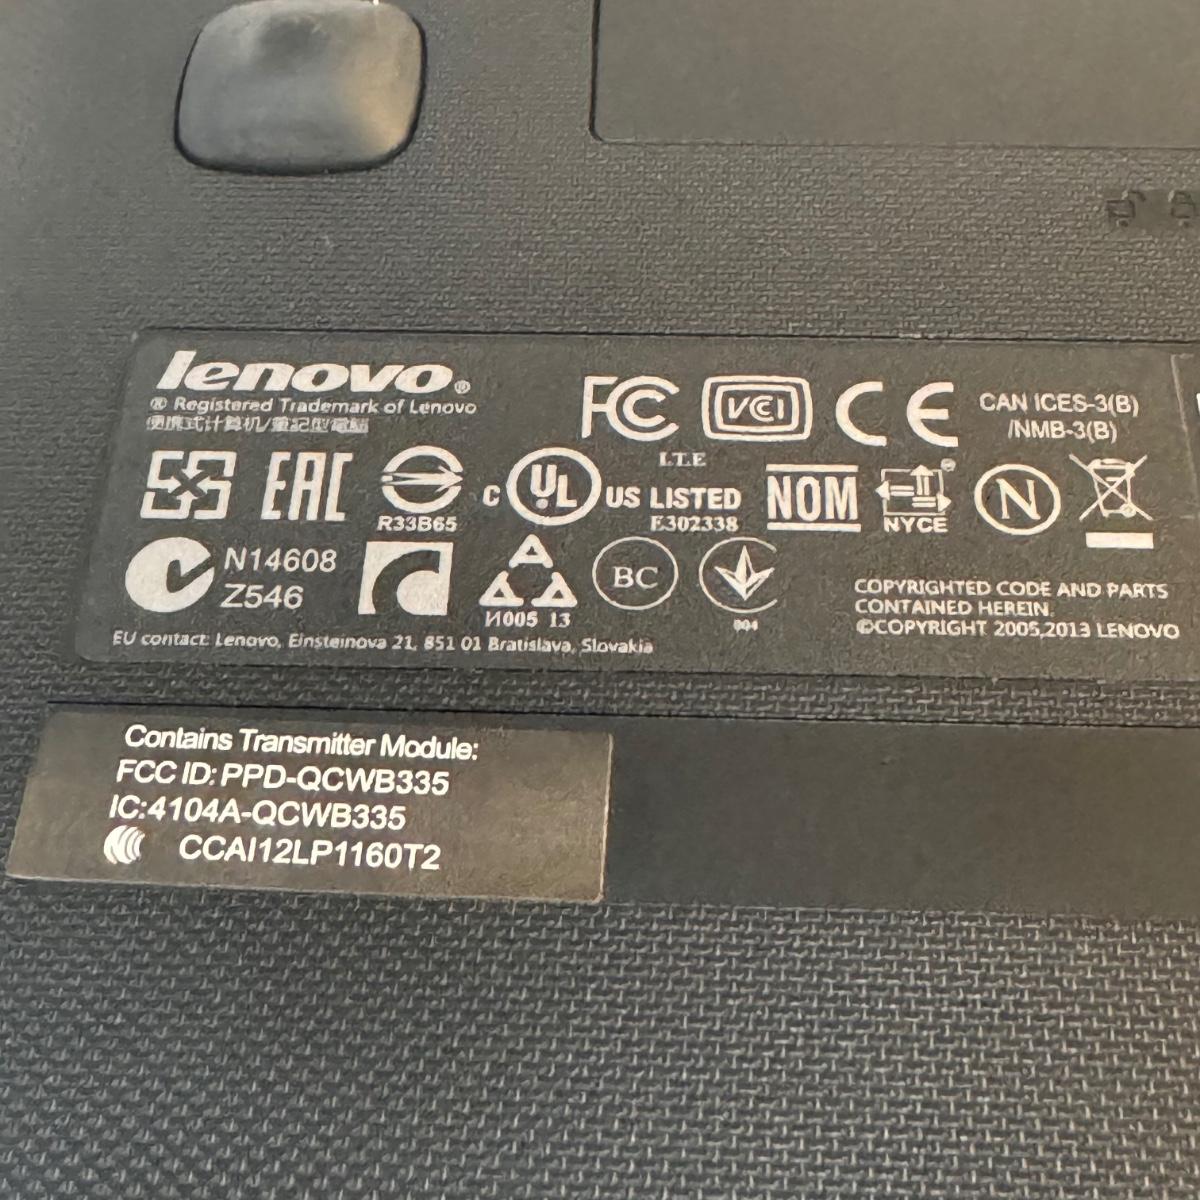 lenovo®
® Registered Trademark of Lenovo
便携式计算机/筆記型電腦
FC VCCI CE CAN ICES-3(B)
/NMB-3(B)
I.T.E
EAC R33B65 C UL US LISTED E302338 NOM NYCE N
N14608
Z546
И005 13
BC
004
COPYRIGHTED CODE AND PARTS
CONTAINED HEREIN.
©COPYRIGHT 2005,2013 LENOVO
EU contact: Lenovo, Einsteinova 21, 851 01 Bratislava, Slovakia
Contains Transmitter Module:
FCC ID: PPD-QCWB335
IC:4104A-QCWB335
CCAI12LP1160T2